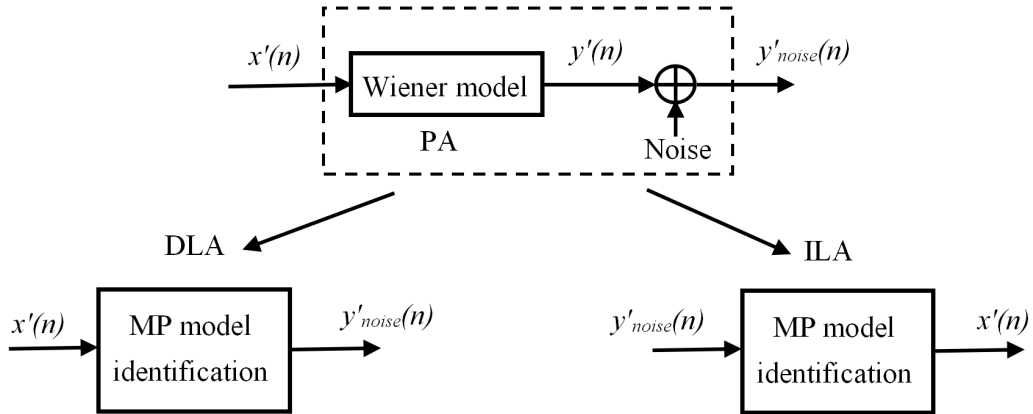 x'(n)
Wiener model
y'(n)
y'noise(n)
PA
Noise
DLA
ILA
x'(n)
MP model
identification
y'noise(n)
y'noise(n)
MP model
identification
x'(n)